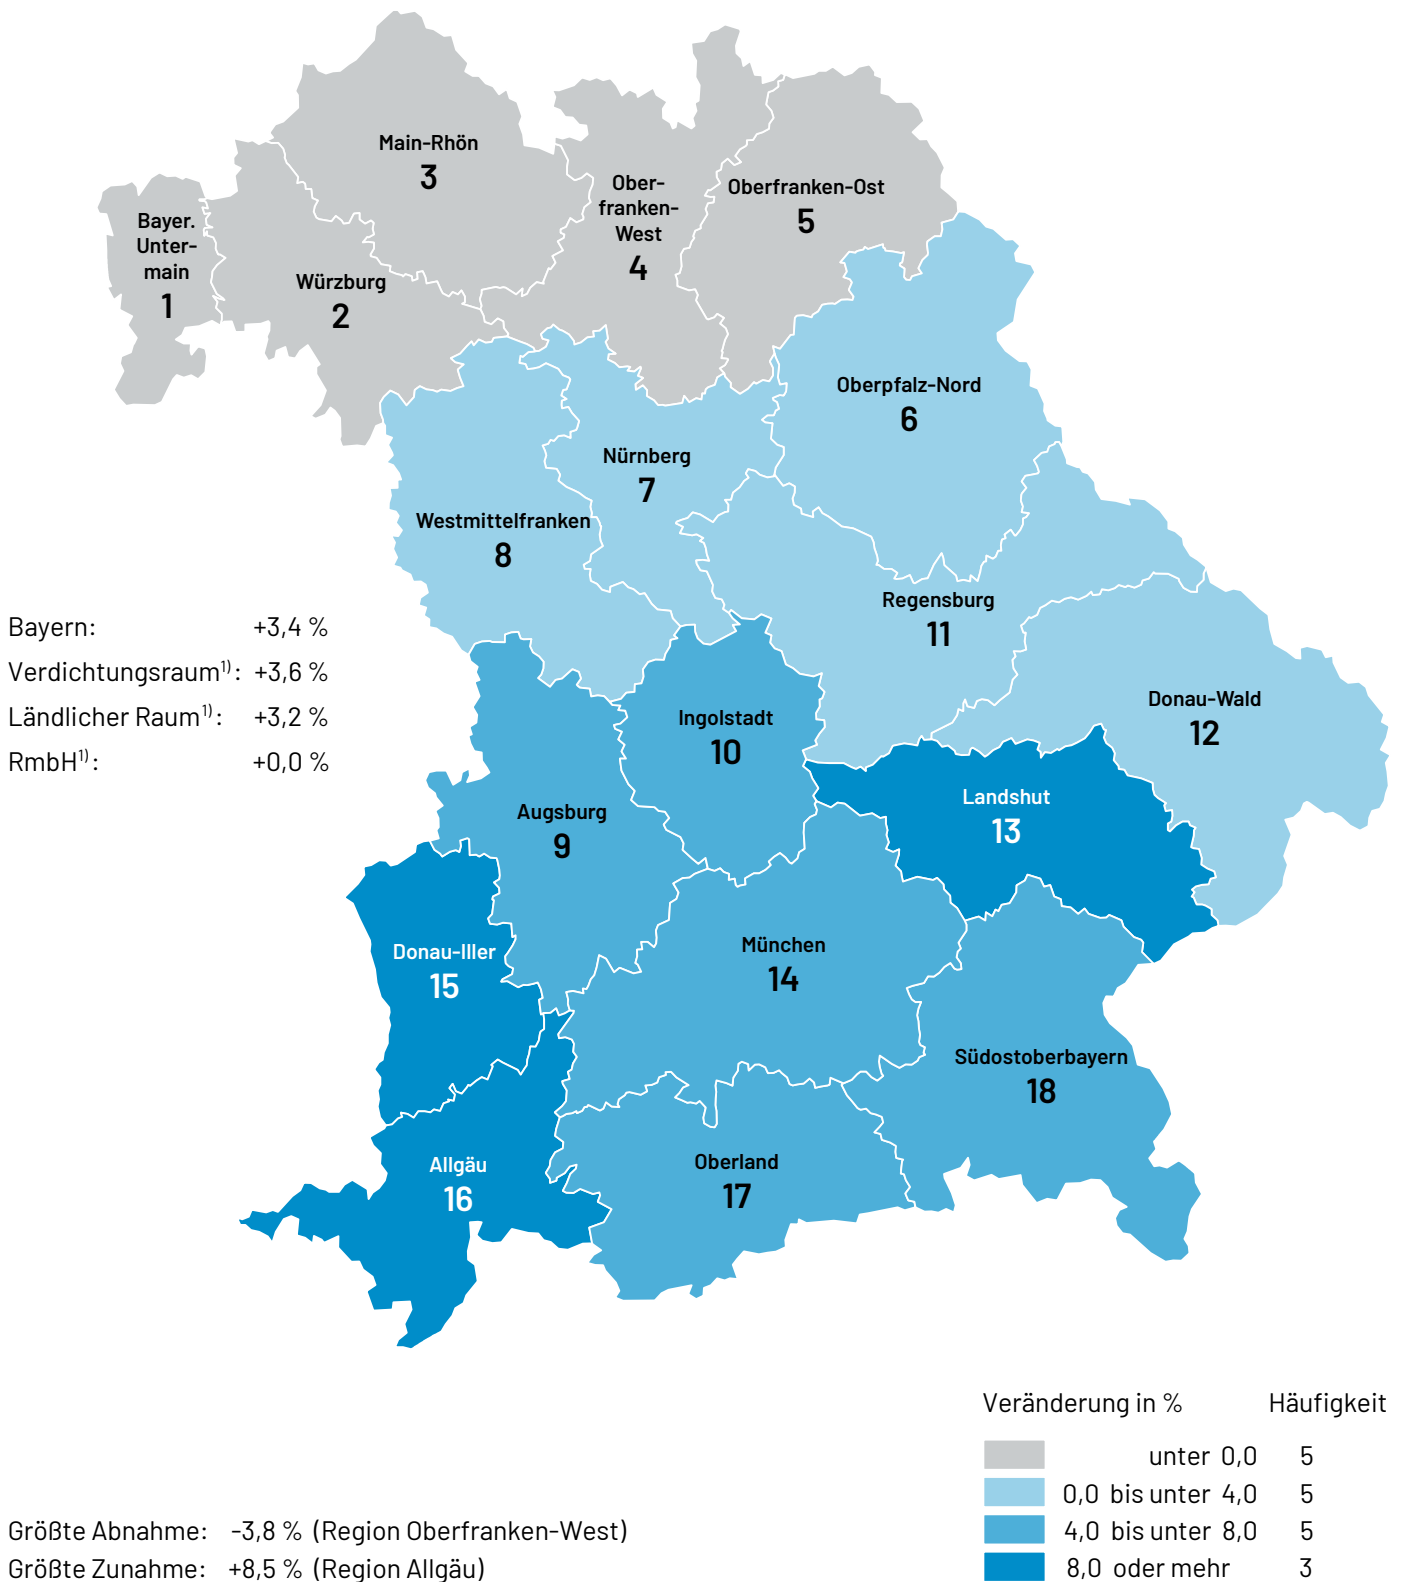 Main-Rhön
3
Ober-
franken-
West
4
Oberfranken-Ost
5
Bayer.
Unter-
main
1
Würzburg
2
Oberpfalz-Nord
6
Nürnberg
7
Westmittelfranken
8
Regensburg
11
Bayern: +3,4 %
Verdichtungsraum1): +3,6 %
Ländlicher Raum1): +3,2 %
RmbH1): +0,0 %
Donau-Wald
12
Ingolstadt
10
Landshut
13
Augsburg
9
München
14
Donau-Iller
15
Südostoberbayern
18
Allgäu
16
Oberland
17
Veränderung in % Häufigkeit
unter 0,0 5
0,0 bis unter 4,0 5
4,0 bis unter 8,0 5
8,0 oder mehr 3
Größte Abnahme: -3,8 % (Region Oberfranken-West)
Größte Zunahme: +8,5 % (Region Allgäu)